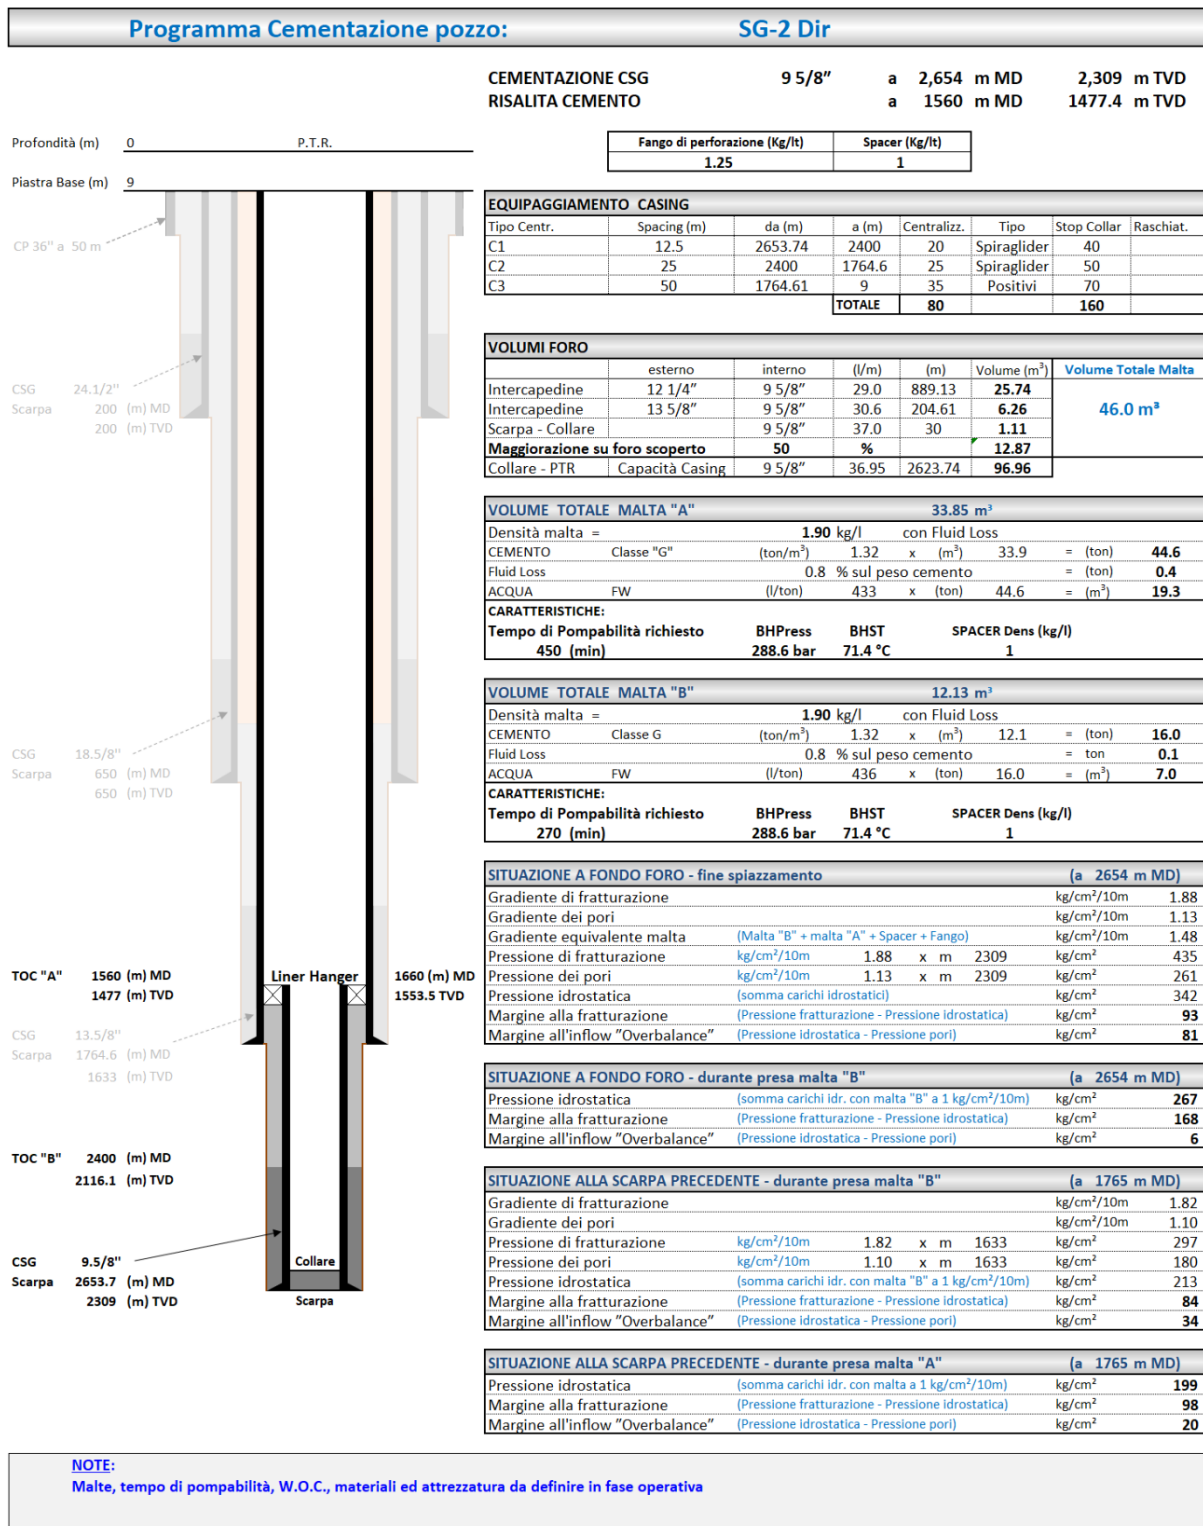 Programma Cementazione pozzo: SG-2 Dir
CEMENTAZIONE CSG 9 5/8" a 2,654 m MD 2,309 m TVD
RISALITA CEMENTO a 1560 m MD 1477.4 m TVD
Profondità (m) 0 P.T.R.
Fango di perforazione (Kg/lt) Spacer (Kg/lt)
1.25 1
Piastra Base (m) 9
CP 36" a 50 m
EQUIPAGGIAMENTO CASING
Tipo Centr. Spacing (m) da (m) a (m) Centralizz. Tipo Stop Collar Raschiat.
C1 12.5 2653.74 2400 20 Spiraglider 40
C2 25 2400 1764.6 25 Spiraglider 50
C3 50 1764.61 9 35 Positivi 70
TOTALE 80 160
VOLUMI FORO
esterno interno (l/m) (m) Volume (m³) Volume Totale Malta
Intercapedine 12 1/4" 9 5/8" 29.0 889.13 25.74
Intercapedine 13 5/8" 9 5/8" 30.6 204.61 6.26 46.0 m³
Scarpa - Collare 9 5/8" 37.0 30 1.11
Maggiorazione su foro scoperto 50 % 12.87
Collare - PTR Capacità Casing 9 5/8" 36.95 2623.74 96.96
CSG 24.1/2"
Scarpa 200 (m) MD
200 (m) TVD
VOLUME TOTALE MALTA "A" 33.85 m³
Densità malta = 1.90 kg/l con Fluid Loss
CEMENTO Classe "G" (ton/m³) 1.32 x (m³) 33.9 = (ton) 44.6
Fluid Loss 0.8 % sul peso cemento = (ton) 0.4
ACQUA FW (l/ton) 433 x (ton) 44.6 = (m³) 19.3
CARATTERISTICHE:
Tempo di Pompabilità richiesto BHPress BHST SPACER Dens (kg/l)
450 (min) 288.6 bar 71.4 °C 1
VOLUME TOTALE MALTA "B" 12.13 m³
Densità malta = 1.90 kg/l con Fluid Loss
CEMENTO Classe G (ton/m³) 1.32 x (m³) 12.1 = (ton) 16.0
Fluid Loss 0.8 % sul peso cemento = ton 0.1
ACQUA FW (l/ton) 436 x (ton) 16.0 = (m³) 7.0
CARATTERISTICHE:
Tempo di Pompabilità richiesto BHPress BHST SPACER Dens (kg/l)
270 (min) 288.6 bar 71.4 °C 1
CSG 18.5/8"
Scarpa 650 (m) MD
650 (m) TVD
SITUAZIONE A FONDO FORO - fine spiazzamento (a 2654 m MD)
Gradiente di fratturazione kg/cm²/10m 1.88
Gradiente dei pori kg/cm²/10m 1.13
Gradiente equivalente malta (Malta "B" + malta "A" + Spacer + Fango) kg/cm²/10m 1.48
Pressione di fratturazione kg/cm²/10m 1.88 x m 2309 kg/cm² 435
Pressione dei pori kg/cm²/10m 1.13 x m 2309 kg/cm² 261
Pressione idrostatica (somma carichi idrostatici) kg/cm² 342
Margine alla fratturazione (Pressione fratturazione - Pressione idrostatica) kg/cm² 93
Margine all'inflow "Overbalance" (Pressione idrostatica - Pressione pori) kg/cm² 81
TOC "A" 1560 (m) MD Liner Hanger 1660 (m) MD
1477 (m) TVD 1553.5 TVD
CSG 13.5/8"
Scarpa 1764.6 (m) MD
1633 (m) TVD
SITUAZIONE A FONDO FORO - durante presa malta "B" (a 2654 m MD)
Pressione idrostatica (somma carichi idr. con malta "B" a 1 kg/cm²/10m) kg/cm² 267
Margine alla fratturazione (Pressione fratturazione - Pressione idrostatica) kg/cm² 168
Margine all'inflow "Overbalance" (Pressione idrostatica - Pressione pori) kg/cm² 6
TOC "B" 2400 (m) MD
2116.1 (m) TVD
SITUAZIONE ALLA SCARPA PRECEDENTE - durante presa malta "B" (a 1765 m MD)
Gradiente di fratturazione kg/cm²/10m 1.82
Gradiente dei pori kg/cm²/10m 1.10
Pressione di fratturazione kg/cm²/10m 1.82 x m 1633 kg/cm² 297
Pressione dei pori kg/cm²/10m 1.10 x m 1633 kg/cm² 180
Pressione idrostatica (somma carichi idr. con malta "B" a 1 kg/cm²/10m) kg/cm² 213
Margine alla fratturazione (Pressione fratturazione - Pressione idrostatica) kg/cm² 84
Margine all'inflow "Overbalance" (Pressione idrostatica - Pressione pori) kg/cm² 34
CSG 9.5/8" Collare
Scarpa 2653.7 (m) MD
2309 (m) TVD Scarpa
SITUAZIONE ALLA SCARPA PRECEDENTE - durante presa malta "A" (a 1765 m MD)
Pressione idrostatica (somma carichi idr. con malta a 1 kg/cm²/10m) kg/cm² 199
Margine alla fratturazione (Pressione fratturazione - Pressione idrostatica) kg/cm² 98
Margine all'inflow "Overbalance" (Pressione idrostatica - Pressione pori) kg/cm² 20
NOTE:
Malte, tempo di pompabilità, W.O.C., materiali ed attrezzatura da definire in fase operativa